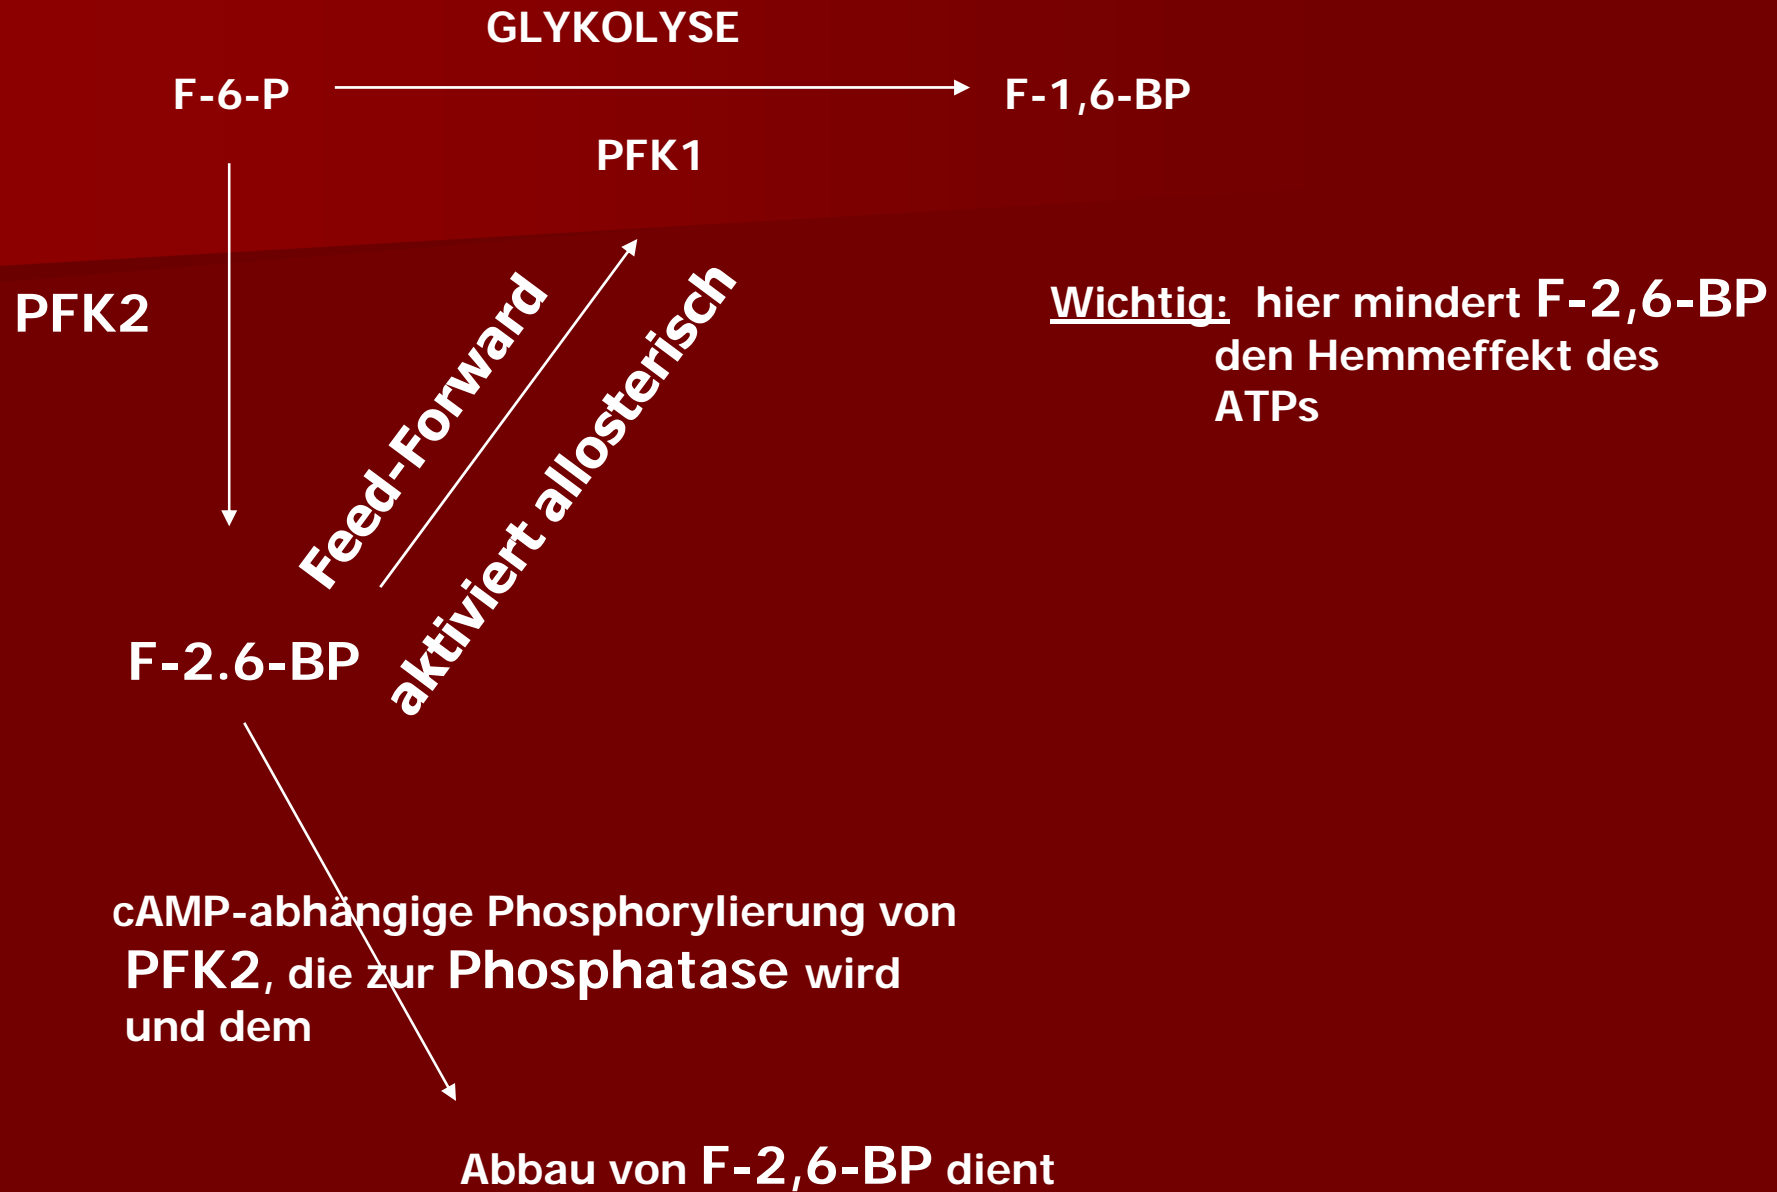 GLYKOLYSE
F-6-P
F-1,6-BP
PFK1
PFK2
Feed-Forward
aktiviert allosterisch
Wichtig: hier mindert F-2,6-BP
den Hemmeffekt des
ATPs
F-2.6-BP
cAMP-abhängige Phosphorylierung von
PFK2, die zur Phosphatase wird
und dem
Abbau von F-2,6-BP dient